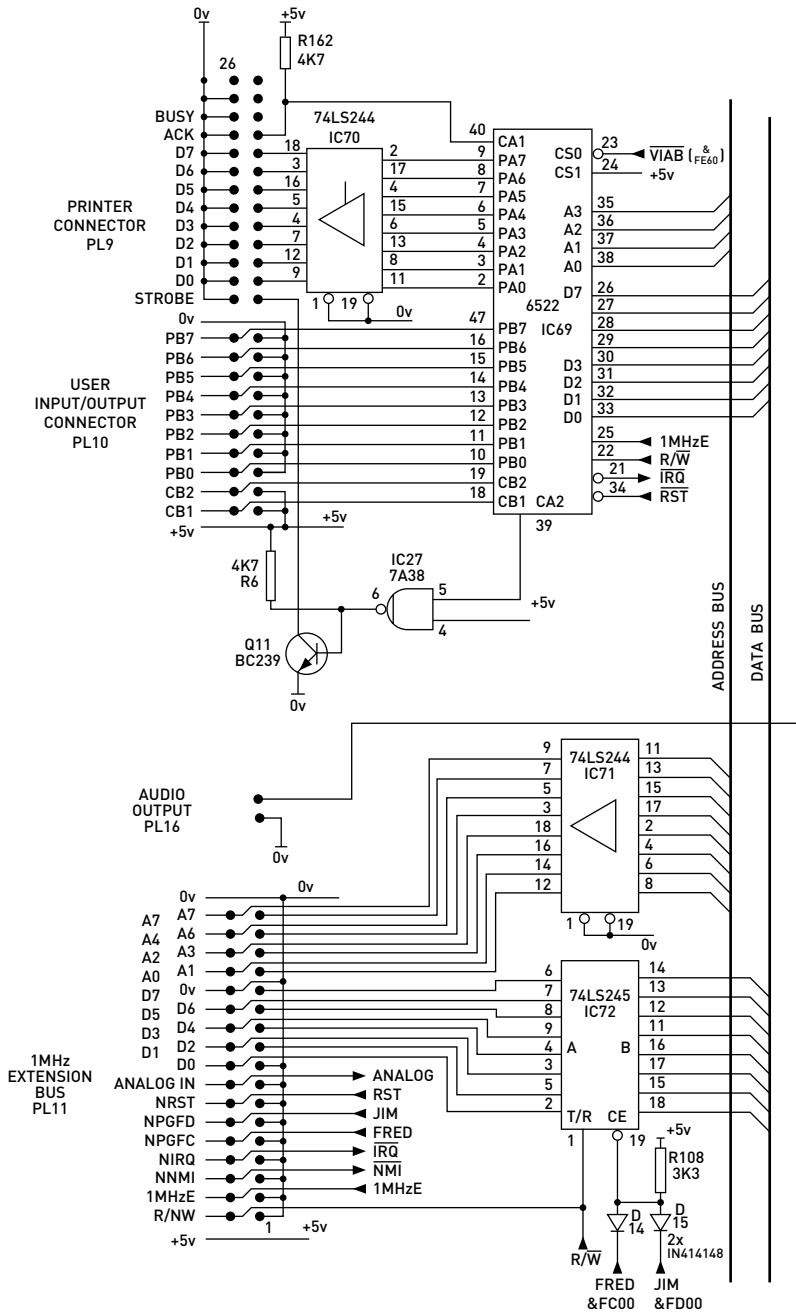 0v
+5v
R162
4K7
26
BUSY
ACK
D7
D6
D5
D4
D3
D2
D1
D0
STROBE
PRINTER
CONNECTOR
PL9
18
3
16
5
4
7
12
9
74LS244
IC70
2
17
4
15
6
13
8
11
1
19
0v
40
9
8
7
6
5
4
3
2
CA1
PA7
PA6
PA5
PA4
PA3
PA2
PA1
PA0
6522
IC69
CS0
CS1
23
24
VIAB ( & FE60 )
+5v
A3
A2
A1
A0
35
36
37
38
D7
26
27
28
29
D3
30
D2
31
D1
32
D0
33
25
1MHzE
22
R/W
21
IRQ
34
RST
0v
PB7
PB6
PB5
PB4
PB3
PB2
PB1
PB0
CB2
CB1
+5v
+5v
USER
INPUT/OUTPUT
CONNECTOR
PL10
47
16
15
14
13
12
11
10
19
18
PB7
PB6
PB5
PB4
PB3
PB2
PB1
PB0
CB2
CB1
CA2
39
4K7
R6
IC27
7A38
6
5
4
+5v
Q11
BC239
0v
ADDRESS BUS
DATA BUS
AUDIO
OUTPUT
PL16
0v
9
7
5
3
18
16
14
12
74LS244
IC71
11
13
15
17
2
4
6
8
1
19
0v
0v
0v
A7
A7
A4
A6
A2
A3
A0
A1
D7
0v
D5
D6
D3
D4
D1
D2
D0
ANALOG IN
NRST
NPGFD
NPGFC
NIRQ
NNMI
1MHzE
R/NW
+5v
1
+5v
1MHz
EXTENSION
BUS
PL11
ANALOG
RST
JIM
FRED
IRQ
NMI
1MHzE
6
7
8
9
4
3
5
2
74LS245
IC72
A
B
T/R
CE
14
13
12
11
16
17
15
18
1
19
+5v
R108
3K3
D
14
D
15
2x
IN414148
R/W
FRED
&FC00
JIM
&FD00